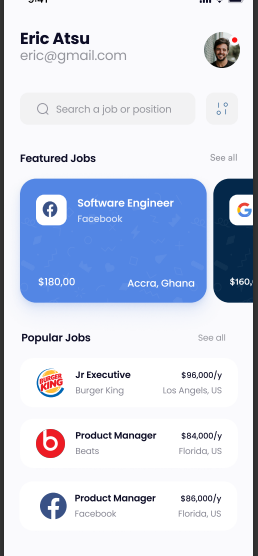 9:41
Eric Atsu
eric@gmail.com
Search a job or position
Featured Jobs
See all
Software Engineer
Facebook
$180,00
Accra, Ghana
$160,
Popular Jobs
See all
BURGER KING
Jr Executive
$96,000/y
Burger King
Los Angels, US
Product Manager
$84,000/y
Beats
Florida, US
Product Manager
$86,000/y
Facebook
Florida, US